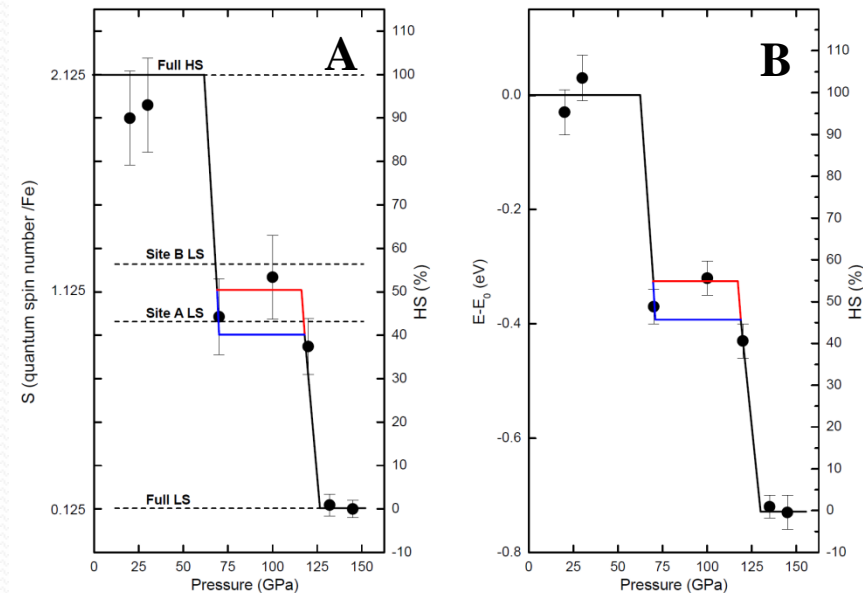 A
B
Full HS
Site B LS
Site A LS
Full LS
S (quantum spin number /Fe)
2.125
1.125
0.125
HS (%)
100
90
80
70
60
50
40
30
20
10
0
-10
0 25 50 75 100 125 150
Pressure (GPa)
E-E₀ (eV)
0.0
-0.2
-0.4
-0.6
-0.8
HS (%)
110
100
90
80
70
60
50
40
30
20
10
0
-10
0 25 50 75 100 125 150
Pressure (GPa)